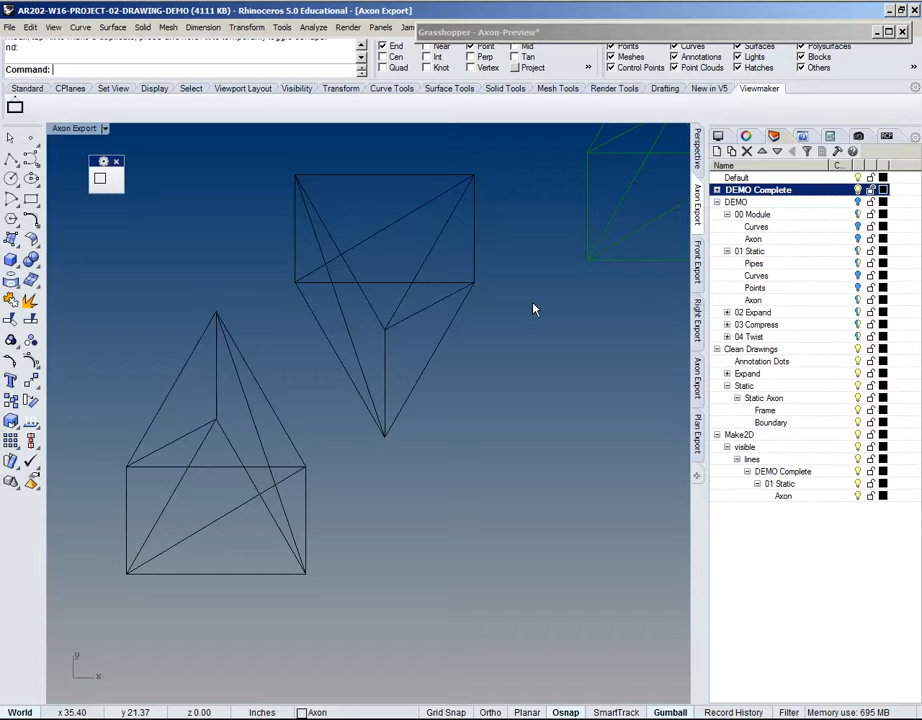 AR202-W16-PROJECT-02-DRAWING-DEMO (4111 KB) - Rhinoceros 5.0 Educational - [Axon Export]
File Edit View Curve Surface Solid Mesh Dimension Transform Tools Analyze Render Panels Jam
Grasshopper - Axon-Preview*
nd:
Command:
End Near Point Mid
Cen Int Perp Tan
Quad Knot Vertex Project »
Points Curves Surfaces Polysurfaces
Meshes Annotations Lights Blocks
Control Points Point Clouds Hatches Others
Standard CPlanes Set View Display Select Viewport Layout Visibility Transform Curve Tools Surface Tools Solid Tools Mesh Tools Render Tools Drafting New in V5 Viewmaker
Axon Export
Perspective
Axon Export
Front Export
Right Export
Axon Export
Plan Export
Name C... 
Default
DEMO Complete
DEMO
00 Module
Curves
Axon
01 Static
Pipes
Curves
Points
Axon
02 Expand
03 Compress
04 Twist
Clean Drawings
Annotation Dots
Expand
Static
Static Axon
Frame
Boundary
Make2D
visible
lines
DEMO Complete
01 Static
Axon
y
x
World x 35.40 y 21.37 z 0.00 Inches Axon Grid Snap Ortho Planar Osnap SmartTrack Gumball Record History Filter Memory use: 695 MB